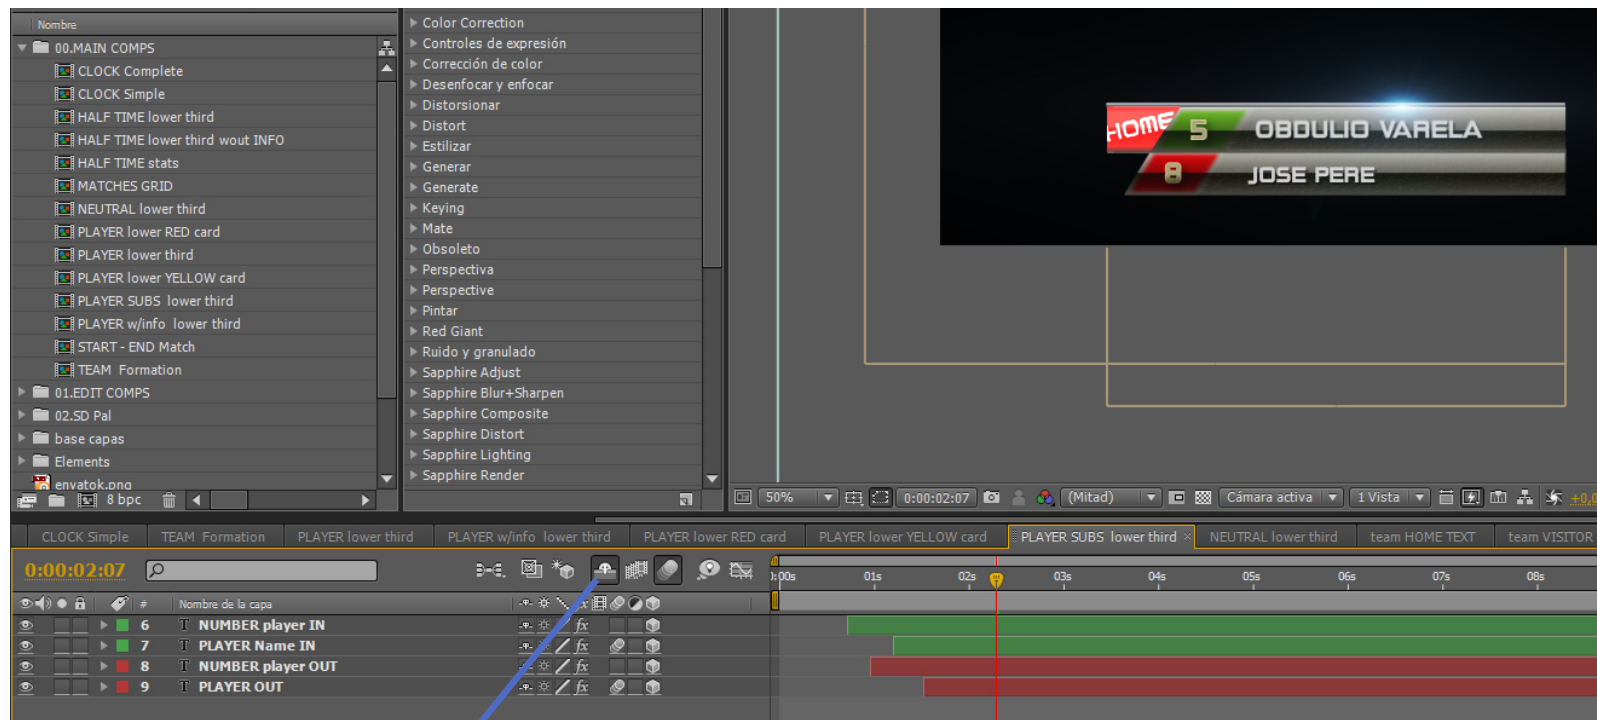 Nombre
00.MAIN COMPS
CLOCK Complete
CLOCK Simple
HALF TIME lower third
HALF TIME lower third wout INFO
HALF TIME stats
MATCHES GRID
NEUTRAL lower third
PLAYER lower RED card
PLAYER lower third
PLAYER lower YELLOW card
PLAYER SUBS lower third
PLAYER w/info lower third
START - END Match
TEAM Formation
01.EDIT COMPS
02.SD Pal
base capas
Elements
envatok.png
8 bpc
Color Correction
Controles de expresión
Corrección de color
Desenfocar y enfocar
Distorsionar
Distort
Estilizar
Generar
Generate
Keying
Mate
Obsoleto
Perspectiva
Perspective
Pintar
Red Giant
Ruido y granulado
Sapphire Adjust
Sapphire Blur+Sharpen
Sapphire Composite
Sapphire Distort
Sapphire Lighting
Sapphire Render
HOME 5 OBDULIO VARELA
8 JOSE PERE
50% 0:00:02:07 (Mitad) Cámara activa 1 Vista +0,0
CLOCK Simple TEAM Formation PLAYER lower third PLAYER w/info lower third PLAYER lower RED card PLAYER lower YELLOW card PLAYER SUBS lower third × NEUTRAL lower third team HOME TEXT team VISITOR
0:00:02:07
):00s 01s 02s 03s 04s 05s 06s 07s 08s
# Nombre de la capa fx
6 T NUMBER player IN fx
7 T PLAYER Name IN fx
8 T NUMBER player OUT fx
9 T PLAYER OUT fx